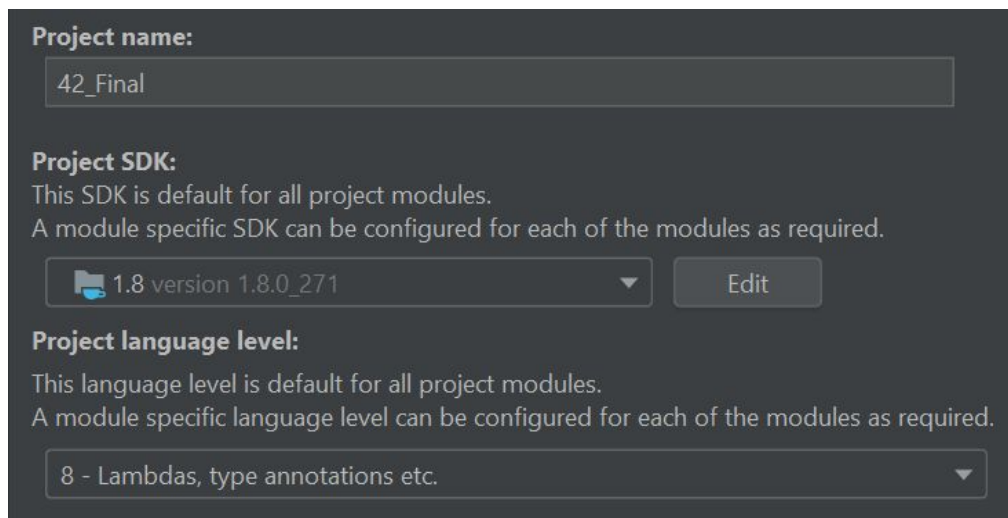 Project name:
42_Final
Project SDK:
This SDK is default for all project modules.
A module specific SDK can be configured for each of the modules as required.
1.8 version 1.8.0_271
Edit
Project language level:
This language level is default for all project modules.
A module specific language level can be configured for each of the modules as required.
8 - Lambdas, type annotations etc.